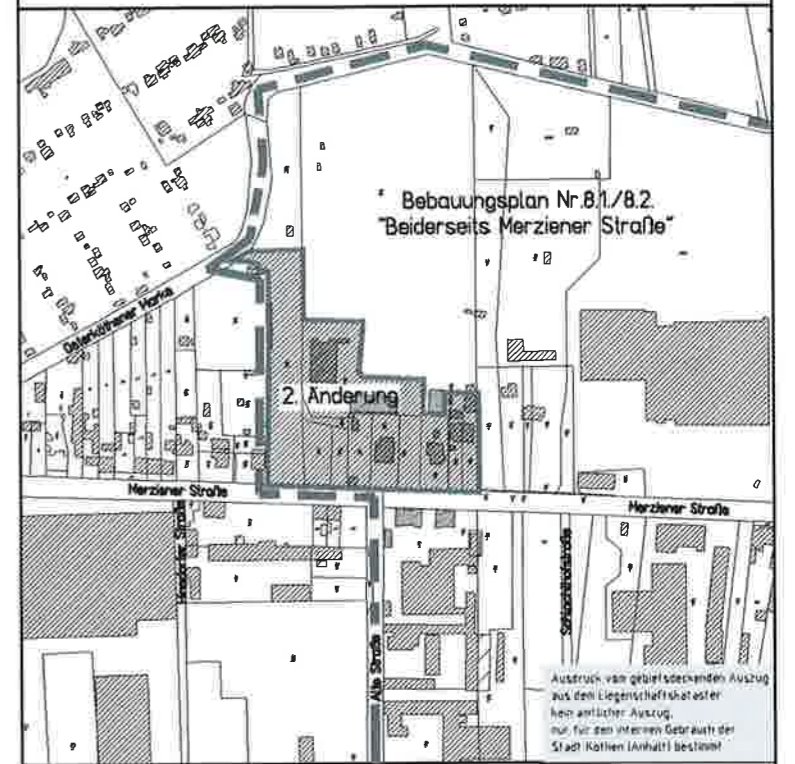 Bebauungsplan Nr.8.1./8.2.
"Beiderseits Merziener Straße"
Osterköthener Marke
2. Änderung
Merziener Straße
Merziener Straße
Schlachthofstraße
Alte Straße
Ausdruck vom gebietsdeckenden Auszug
aus dem Liegenschaftskataster
kein amtlicher Auszug,
nur für den internen Gebrauch der
Stadt Köthen (Anhalt) bestimmt